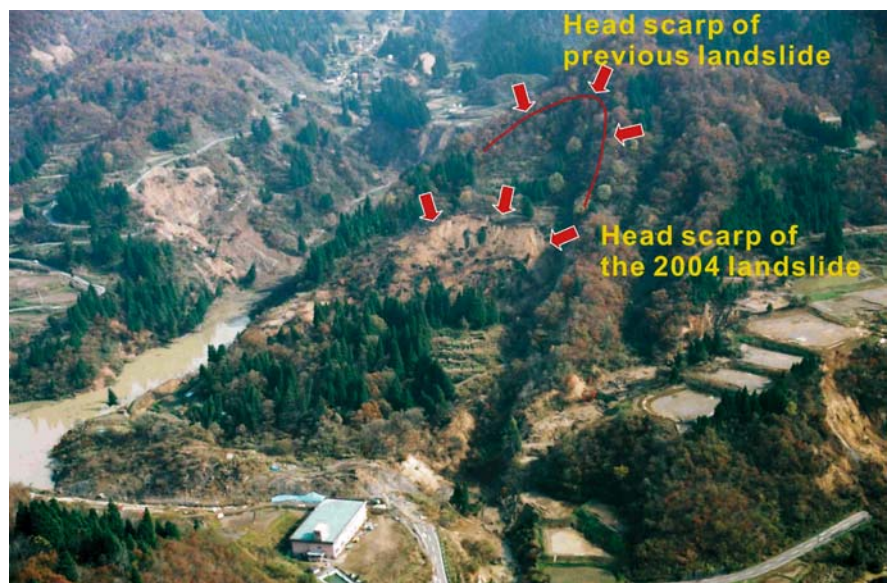 Head scarp of
previous landslide
Head scarp of
the 2004 landslide